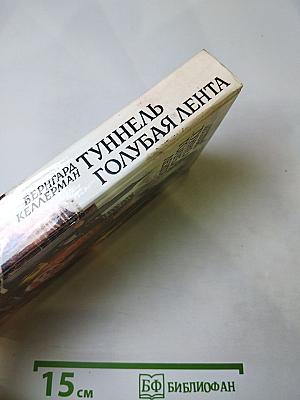 БЕРНГАРД
КЕЛЛЕРМАН
ТУННЕЛЬ
ГОЛУБАЯ ЛЕНТА
15 см
БФ БИБЛИОФАН